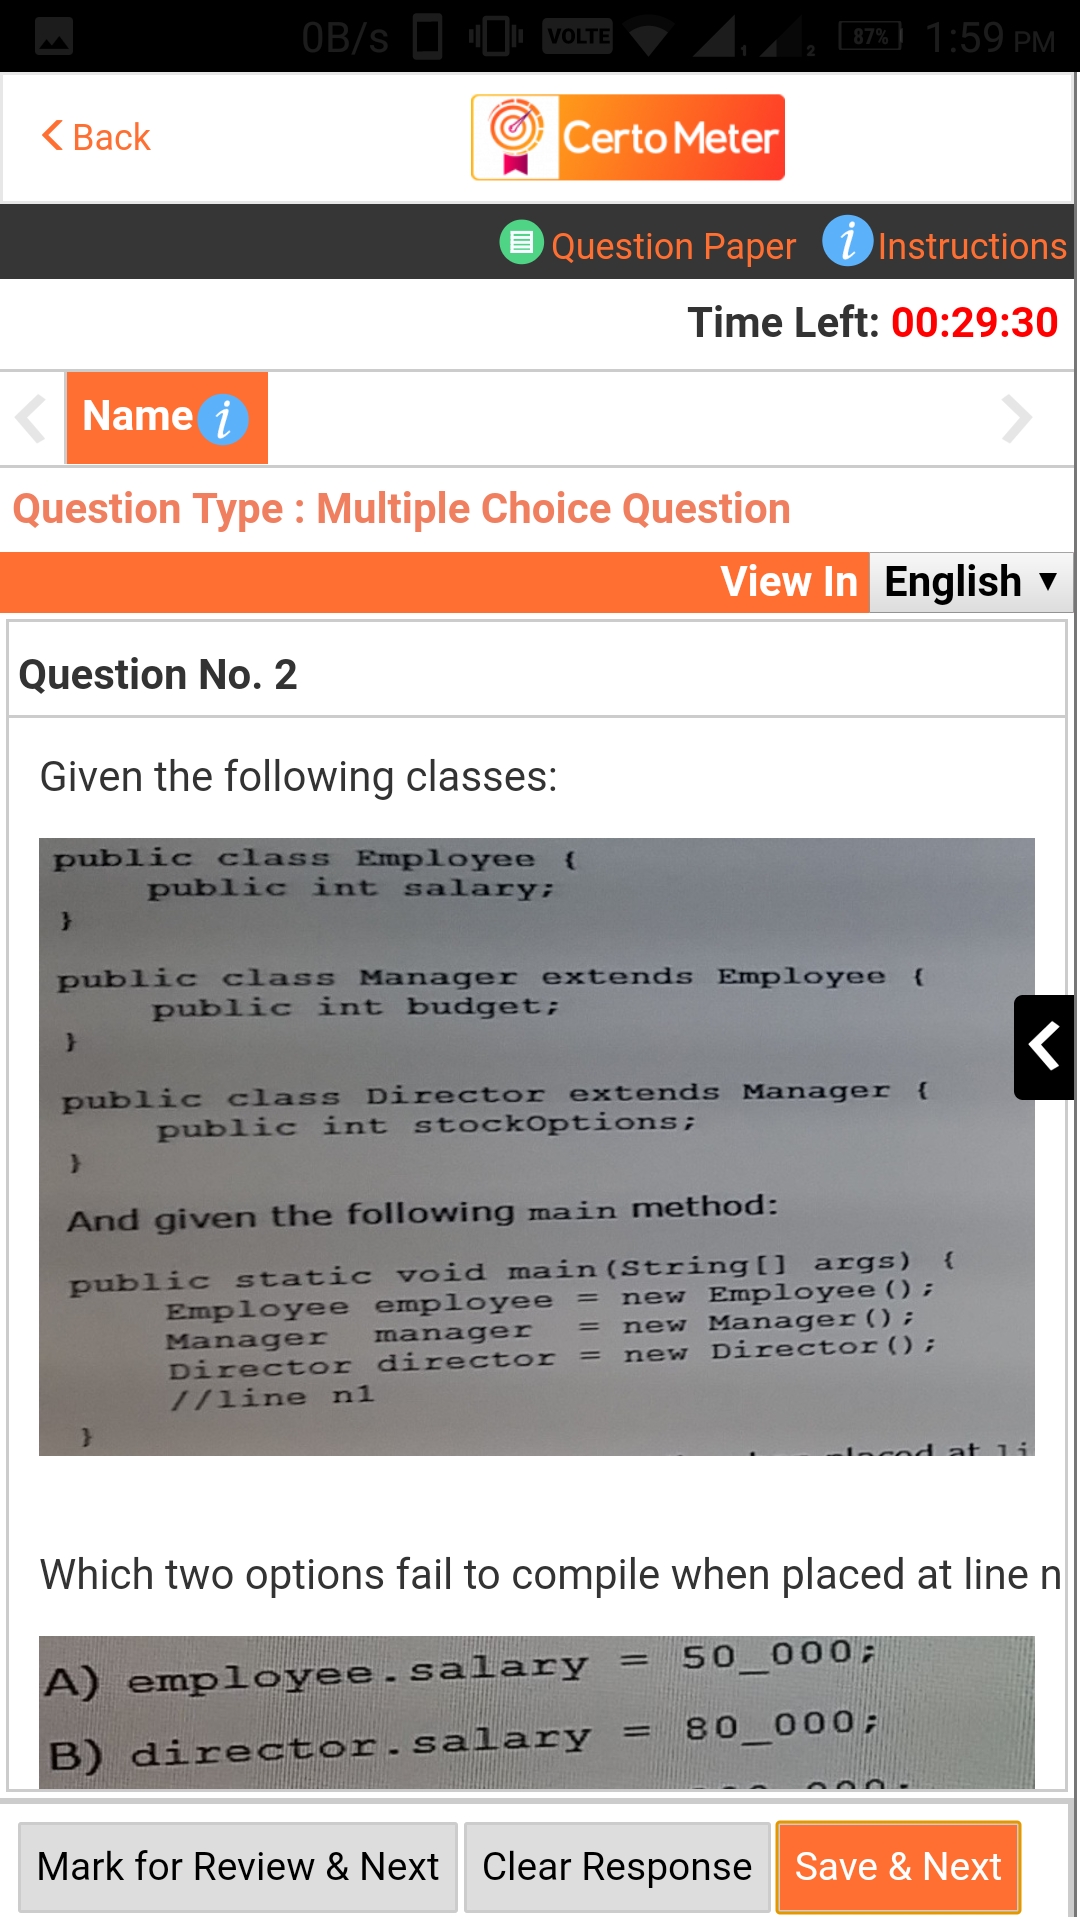 0B/s VOLTE 1 2 87% 1:59 PM
Back
Certo Meter
Question Paper i Instructions
Time Left: 00:29:30
Name i
Question Type : Multiple Choice Question
View In English
Question No. 2
Given the following classes:
public class Employee {
public int salary;
}
public class Manager extends Employee {
public int budget;
}
public class Director extends Manager {
public int stockOptions;
}
And given the following main method:
public static void main(String[] args) {
Employee employee = new Employee();
Manager manager = new Manager();
Director director = new Director();
//line n1
}
placed at li
Which two options fail to compile when placed at line n
A) employee.salary = 50_000;
B) director.salary = 80_000;
Mark for Review & Next Clear Response Save & Next